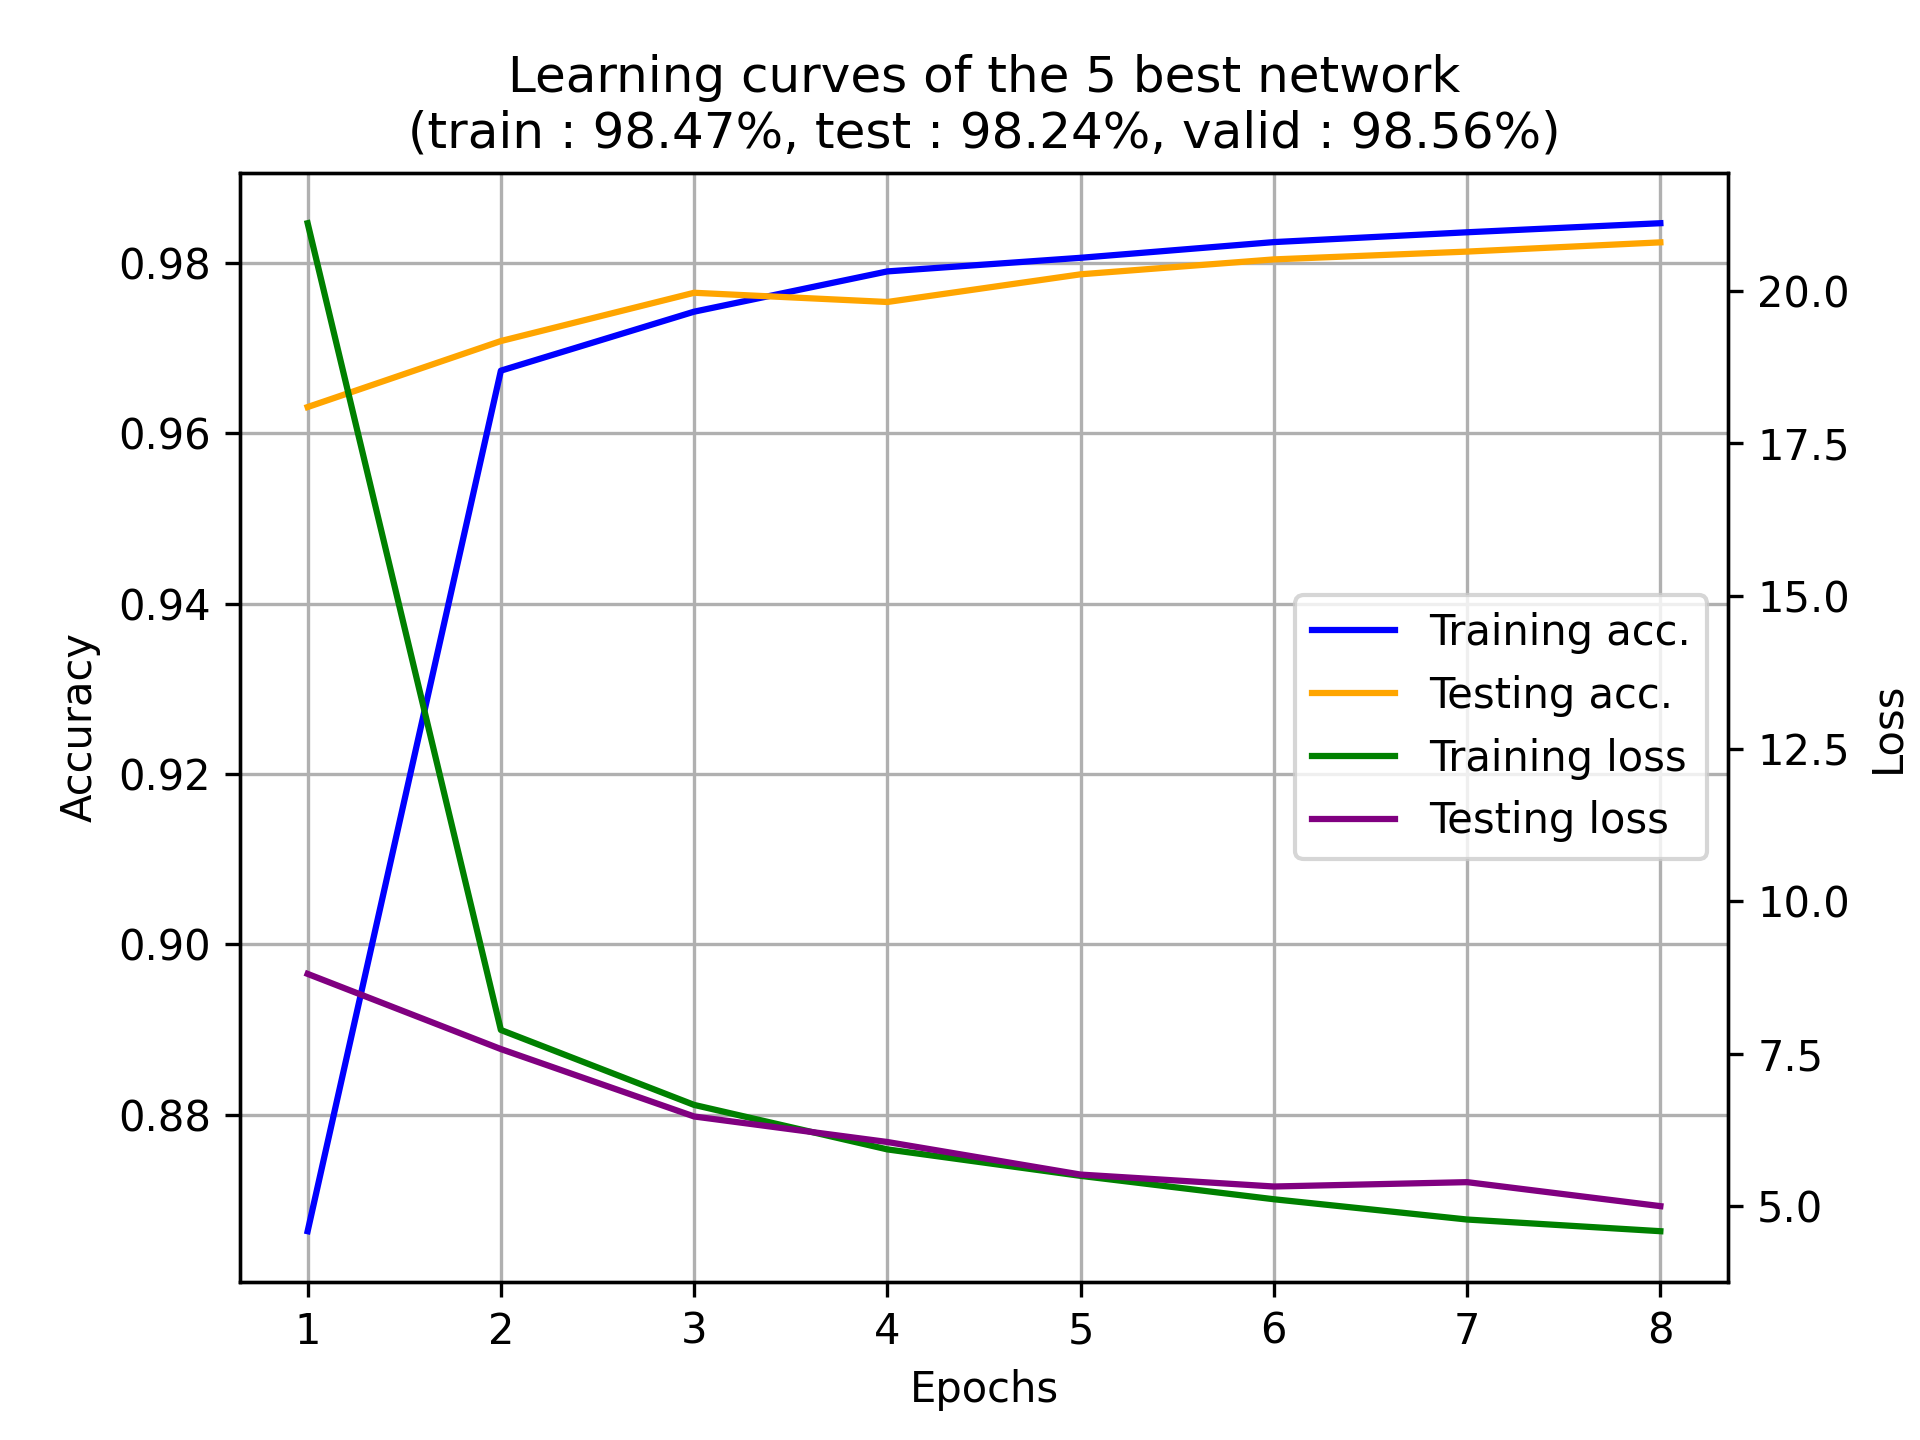 Learning curves of the 5 best network
(train : 98.47%, test : 98.24%, valid : 98.56%)
0.98
0.96
0.94
0.92
0.90
0.88
Accuracy
20.0
17.5
15.0
12.5
10.0
7.5
5.0
Loss
Training acc.
Testing acc.
Training loss
Testing loss
1 2 3 4 5 6 7 8
Epochs